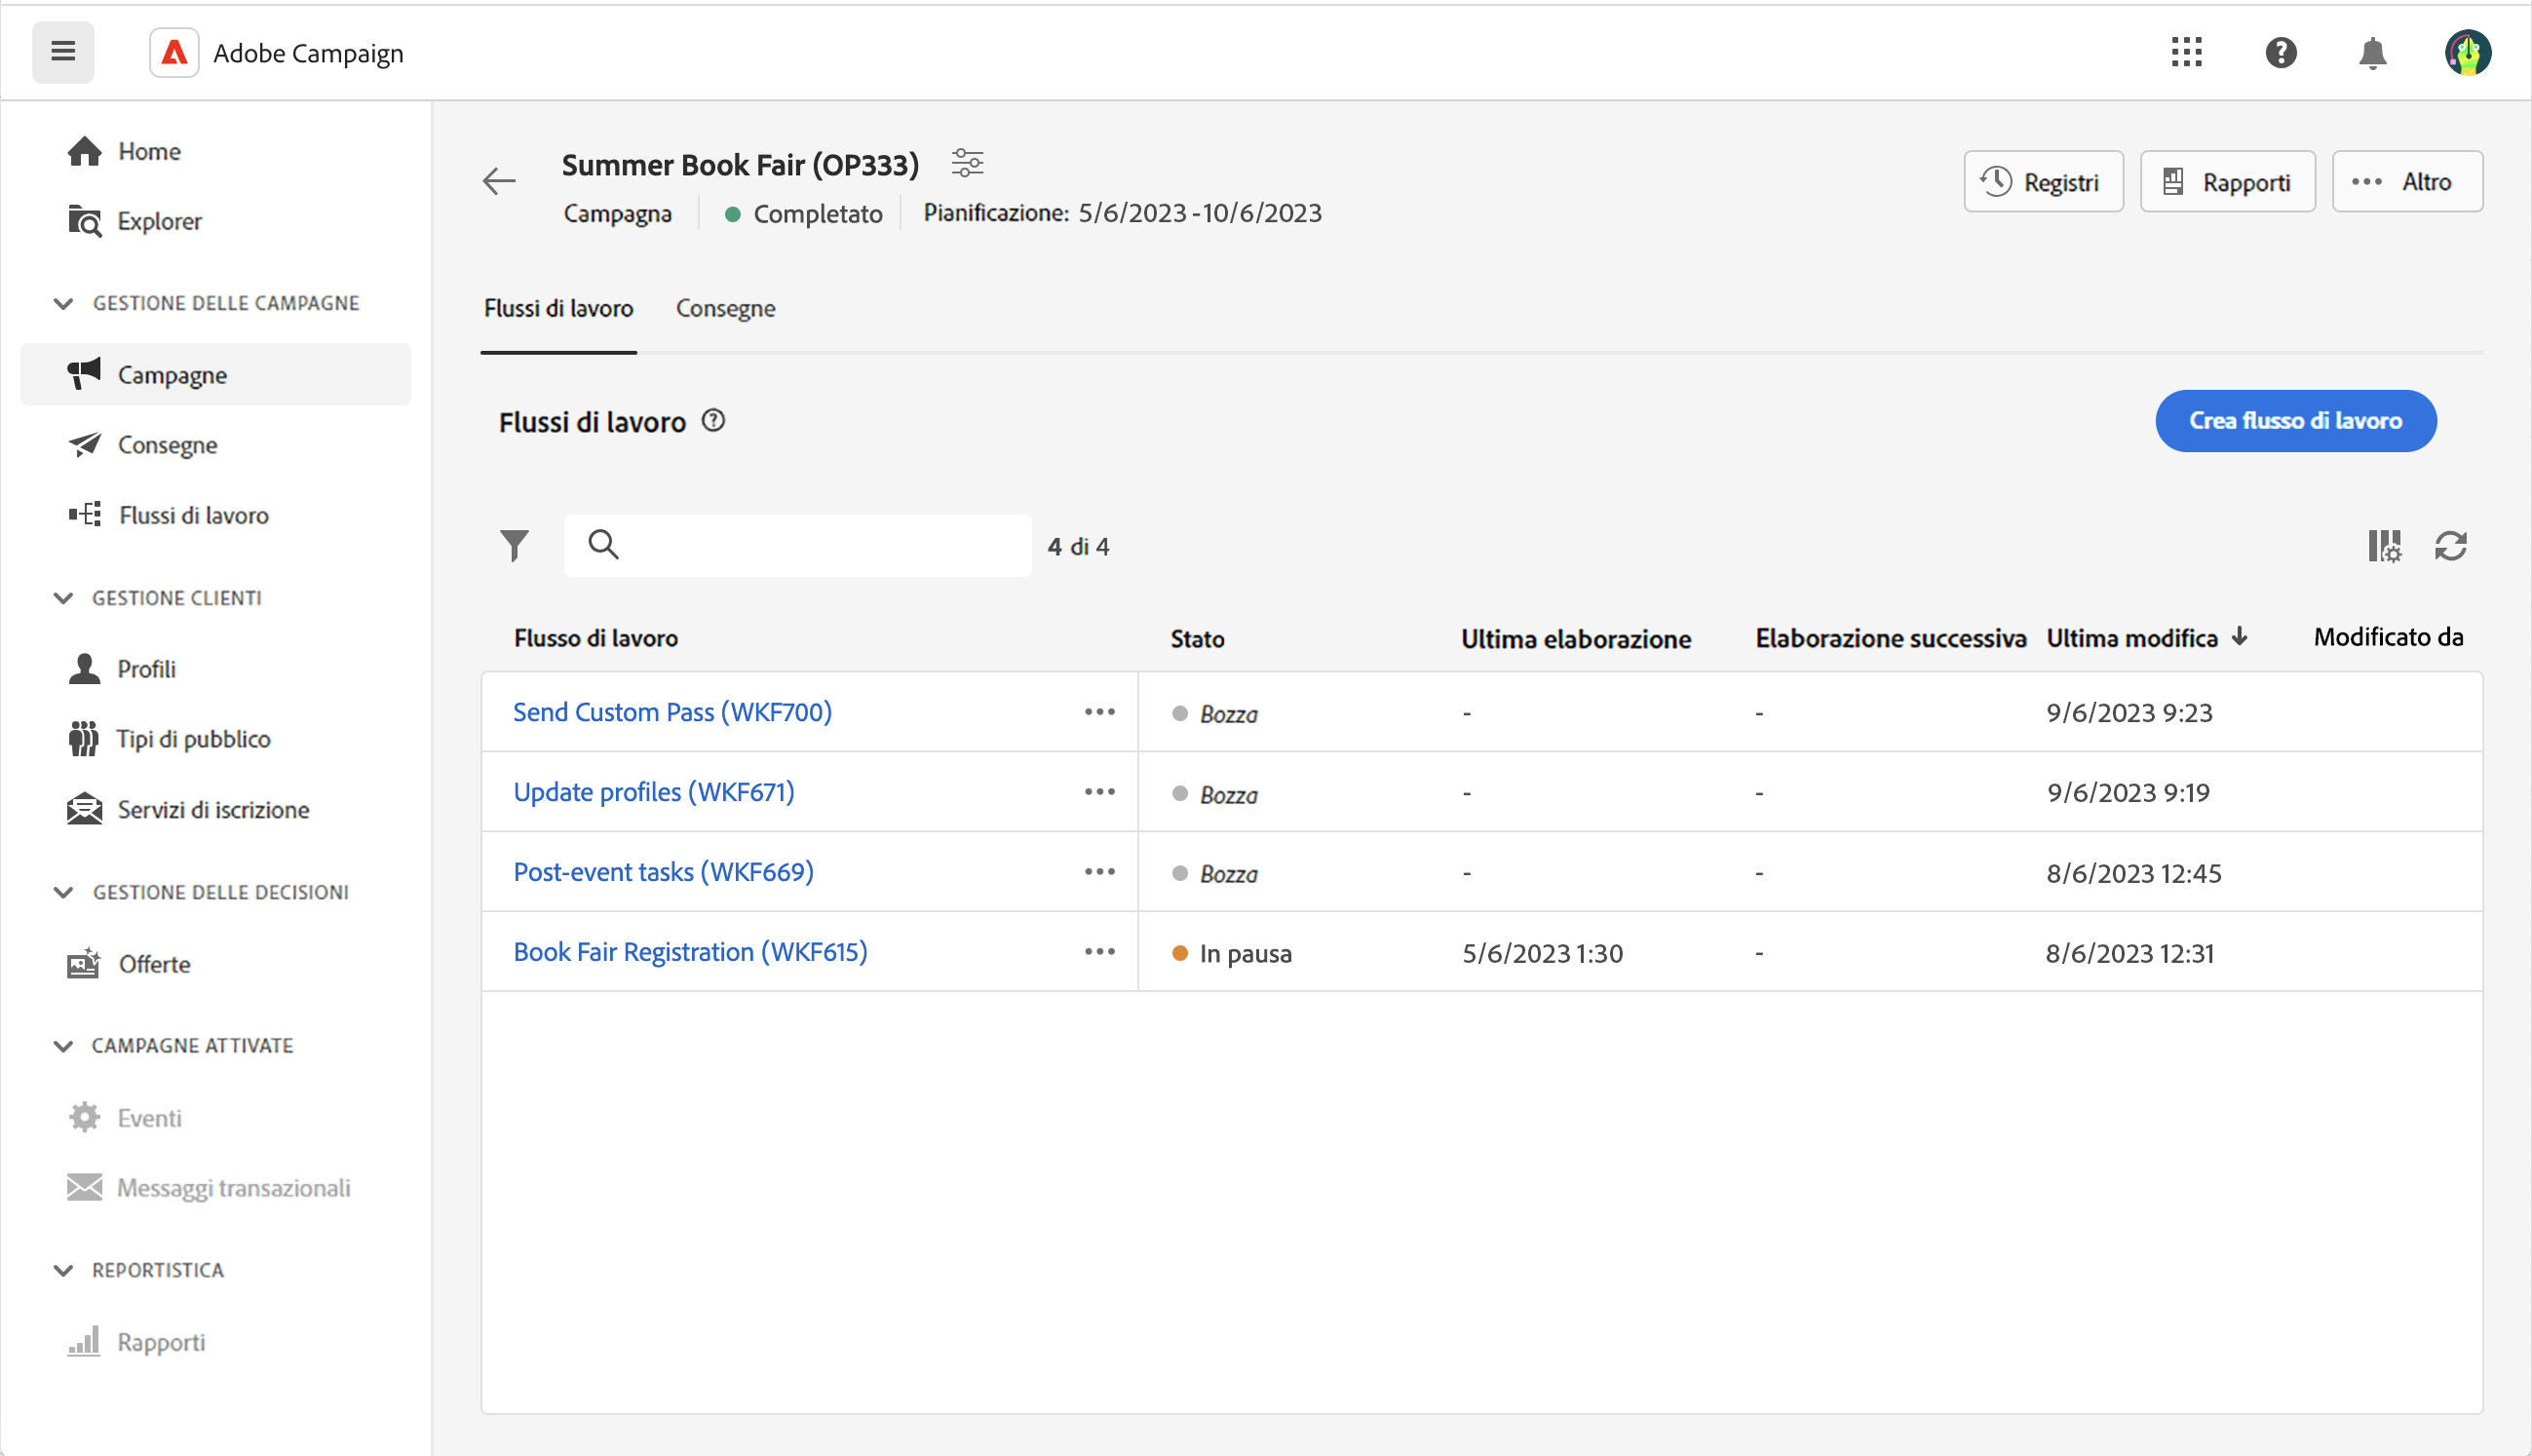 Adobe Campaign
Home
Explorer
GESTIONE DELLE CAMPAGNE
Campagne
Consegne
Flussi di lavoro
GESTIONE CLIENTI
Profili
Tipi di pubblico
Servizi di iscrizione
GESTIONE DELLE DECISIONI
Offerte
CAMPAGNE ATTIVATE
Eventi
Messaggi transazionali
REPORTISTICA
Rapporti
Summer Book Fair (OP333)
Campagna Completato Pianificazione: 5/6/2023 - 10/6/2023
Registri Rapporti Altro
Flussi di lavoro Consegne
Flussi di lavoro
Crea flusso di lavoro
4 di 4
Flusso di lavoro Stato Ultima elaborazione Elaborazione successiva Ultima modifica Modificato da
Send Custom Pass (WKF700) Bozza - - 9/6/2023 9:23
Update profiles (WKF671) Bozza - - 9/6/2023 9:19
Post-event tasks (WKF669) Bozza - - 8/6/2023 12:45
Book Fair Registration (WKF615) In pausa 5/6/2023 1:30 - 8/6/2023 12:31